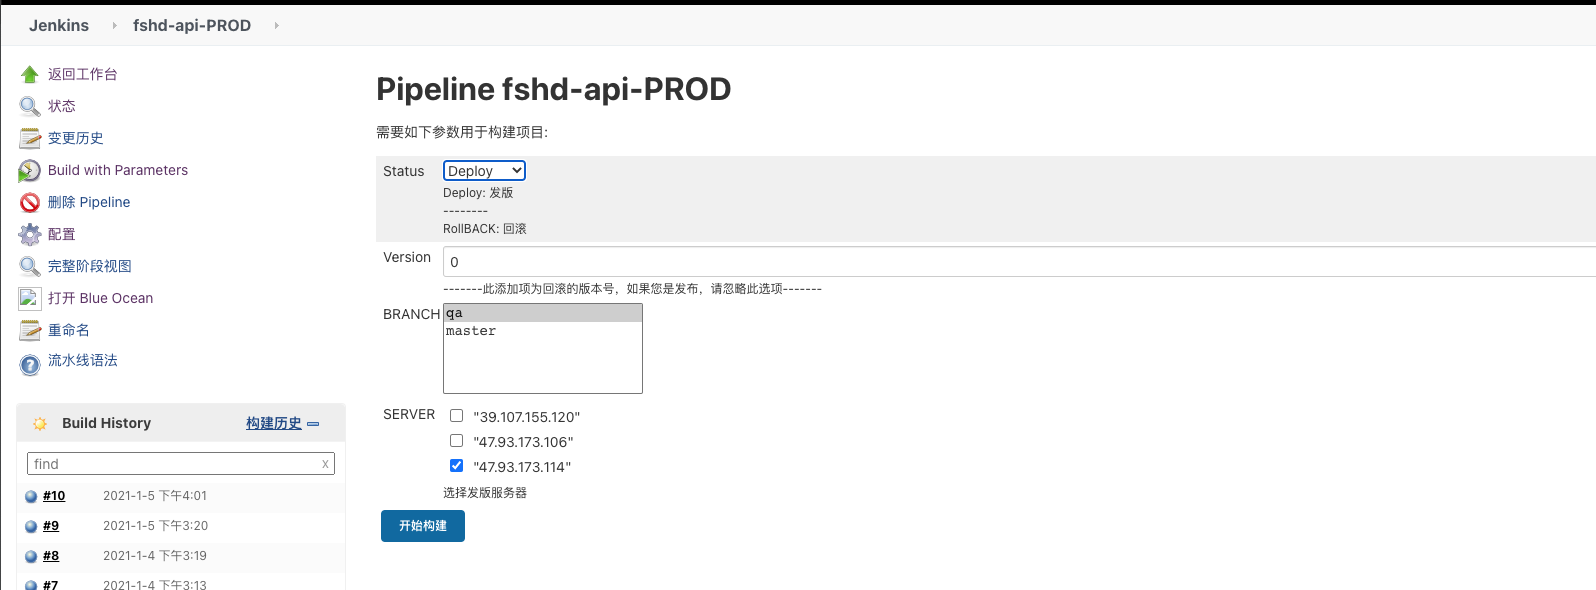 Jenkins fshd-api-PROD
返回工作台
状态
变更历史
Build with Parameters
删除 Pipeline
配置
完整阶段视图
打开 Blue Ocean
重命名
流水线语法
Build History 构建历史
find x
#10 2021-1-5 下午4:01
#9 2021-1-5 下午3:20
#8 2021-1-4 下午3:19
#7 2021-1-4 下午3:13
Pipeline fshd-api-PROD
需要如下参数用于构建项目:
Status Deploy
Deploy: 发版
--------
RollBACK: 回滚
Version 0
-------此添加项为回滚的版本号，如果您是发布，请忽略此选项-------
BRANCH qa
master
SERVER "39.107.155.120"
"47.93.173.106"
"47.93.173.114"
选择发版服务器
开始构建